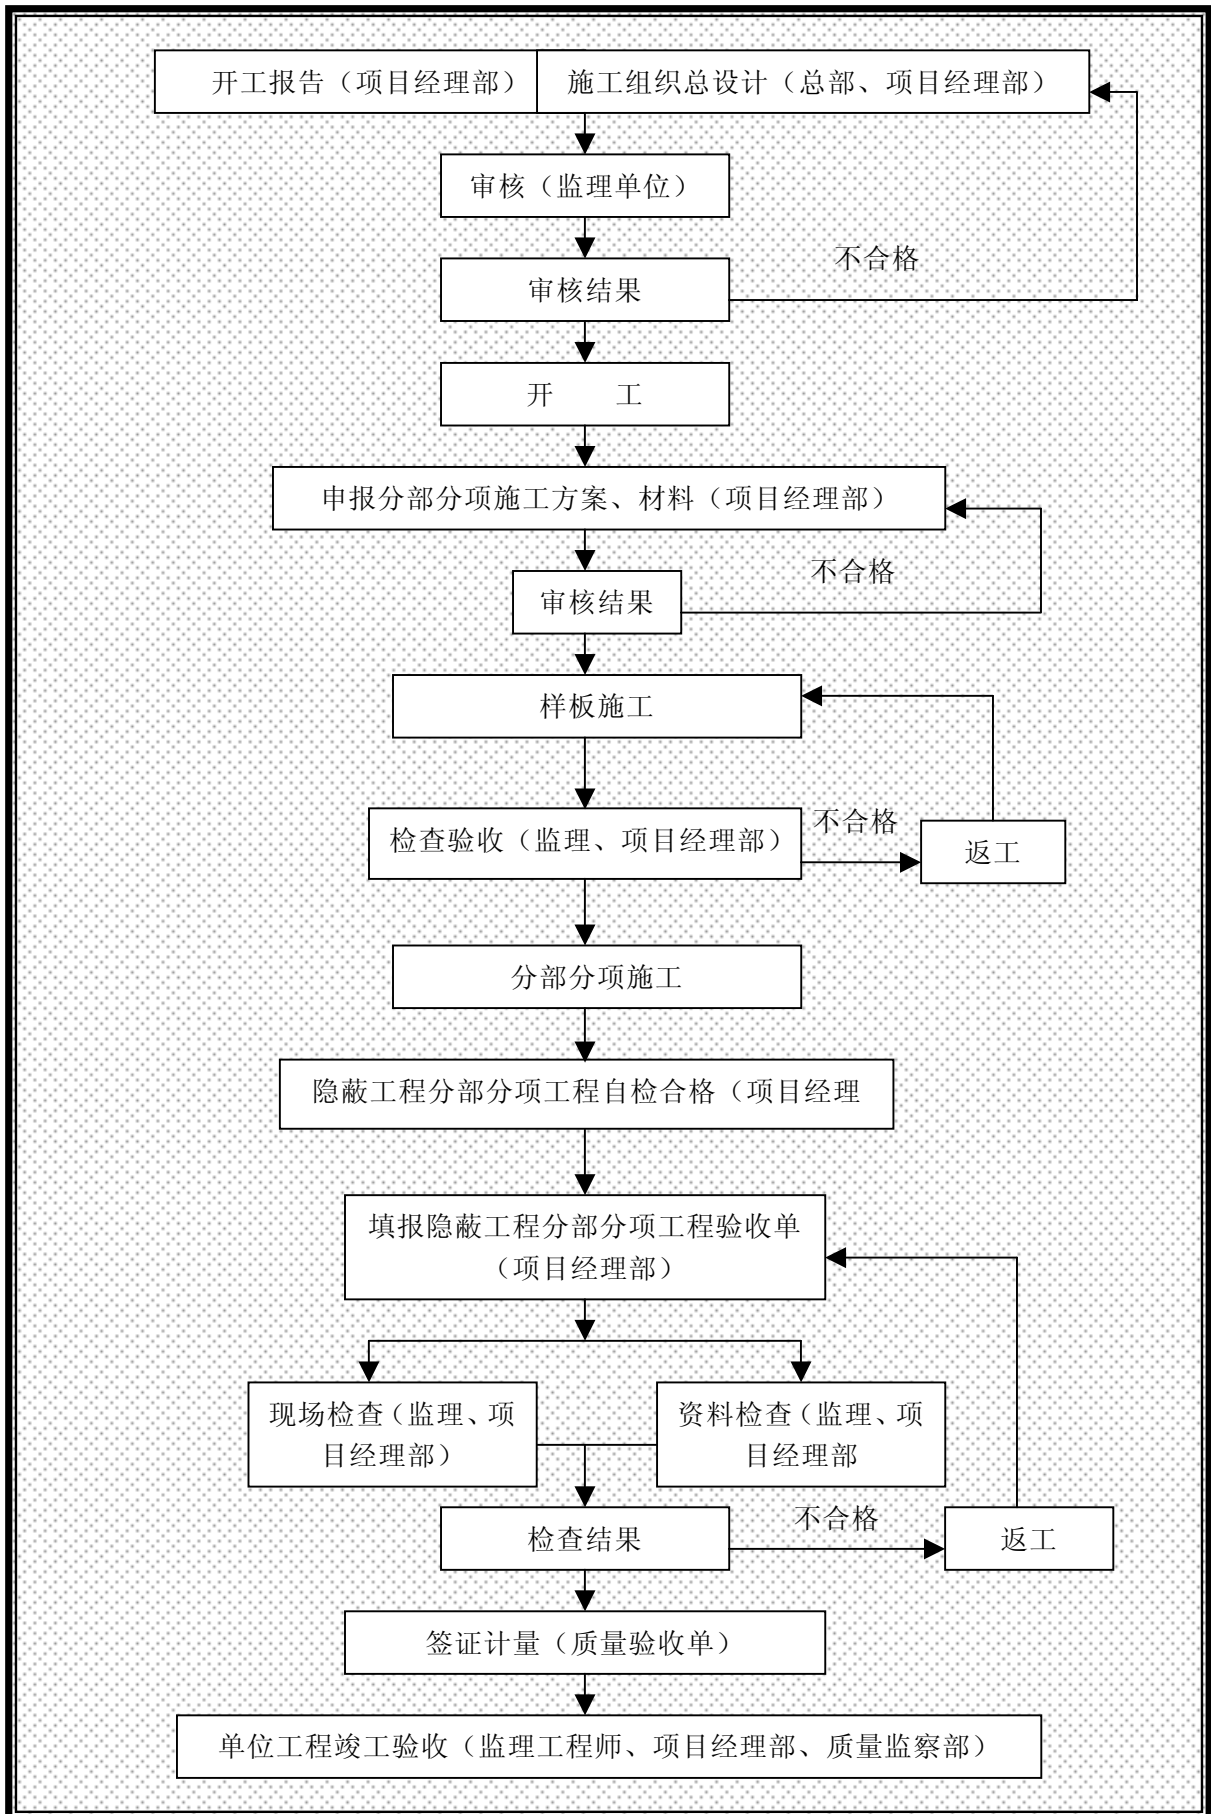 开工报告（项目经理部）
施工组织总设计（总部、项目经理部）
审核（监理单位）
不合格
审核结果
开 工
申报分部分项施工方案、材料（项目经理部）
不合格
审核结果
样板施工
检查验收（监理、项目经理部）
不合格
返工
分部分项施工
隐蔽工程分部分项工程自检合格（项目经理
填报隐蔽工程分部分项工程验收单
（项目经理部）
现场检查（监理、项
目经理部）
资料检查（监理、项
目经理部
检查结果
不合格
返工
签证计量（质量验收单）
单位工程竣工验收（监理工程师、项目经理部、质量监察部）